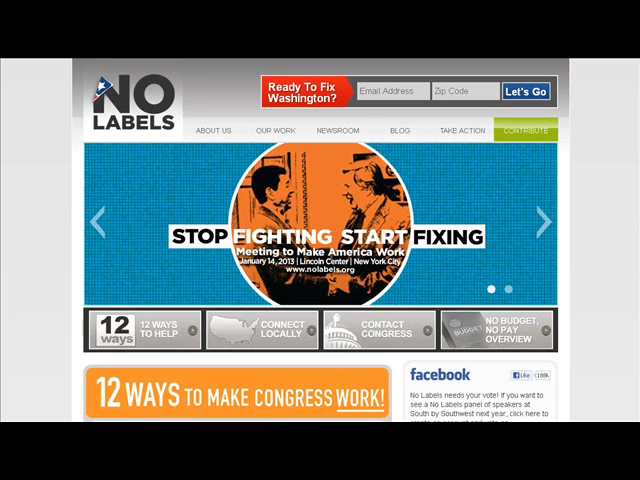 NO
LABELS
Ready To Fix
Washington?
Email Address
Zip Code
Let's Go
ABOUT US
OUR WORK
NEWSROOM
BLOG
TAKE ACTION
CONTRIBUTE
STOP FIGHTING START FIXING
Meeting to Make America Work
January 14, 2013 | Lincoln Center | New York City
www.nolabels.org
12
ways
12 WAYS
TO HELP
CONNECT
LOCALLY
CONTACT
CONGRESS
BUDGET
NO BUDGET,
NO PAY
OVERVIEW
12 WAYS TO MAKE CONGRESS WORK!
facebook
Like
188k
No Labels needs your vote! If you want to
see a No Labels panel of speakers at
South by Southwest next year, click here to